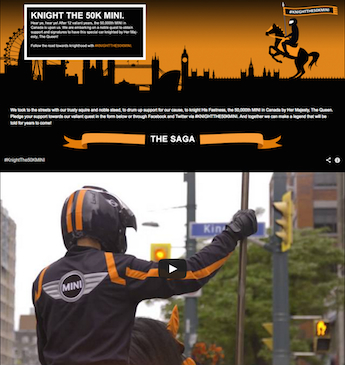 KNIGHT THE 50K MINI.
#KNIGHTTHE50KMINI
Hear ye, hear ye! After 12 valiant years, the 50,000th MINI in
Canada is upon us. We are embarking on a noble quest to obtain
support and signatures to have this special car knighted by Her Maj-
esty, The Queen!
Follow the road towards knighthood with #KNIGHTTHE50KMINI.
We took to the streets with our trusty squire and noble steed, to drum up support for our cause, to knight His Fastness, the 50,000th MINI in Canada by Her Majesty, The Queen.
Pledge your support towards our valiant quest in the form below or through Facebook and Twitter via #KNIGHTTHE50KMINI. And together we can make a legend that will be
told for years to come!
THE SAGA
#KnightThe50KMINI
King
MINI